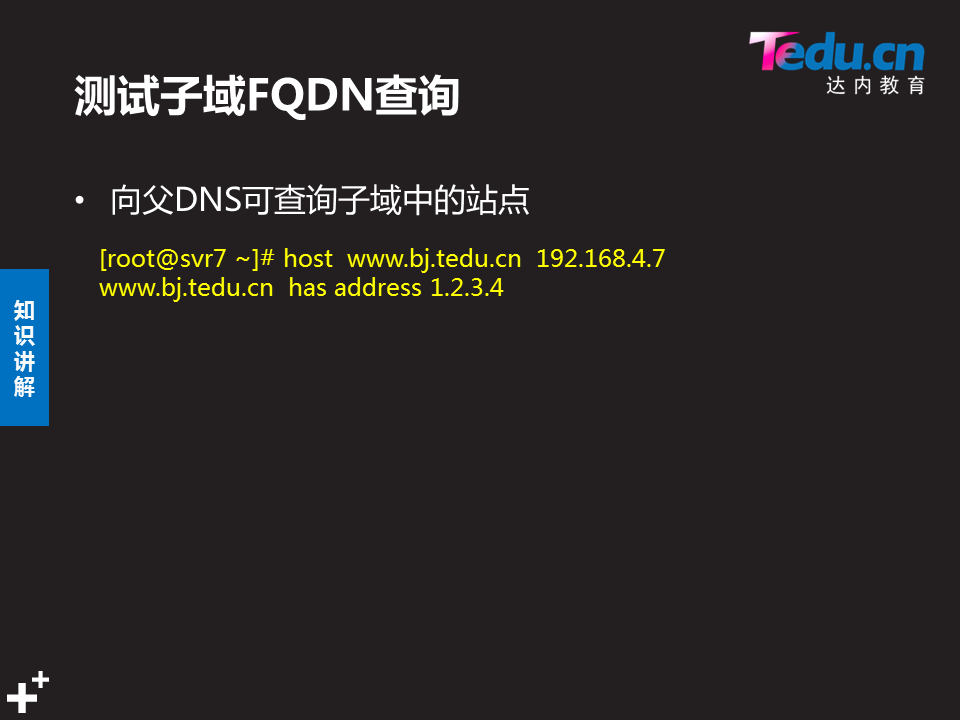 Tedu.cn
达内教育
测试子域FQDN查询
• 向父DNS可查询子域中的站点
[root@svr7 ~]# host  www.bj.tedu.cn  192.168.4.7
www.bj.tedu.cn  has address 1.2.3.4
知识讲解